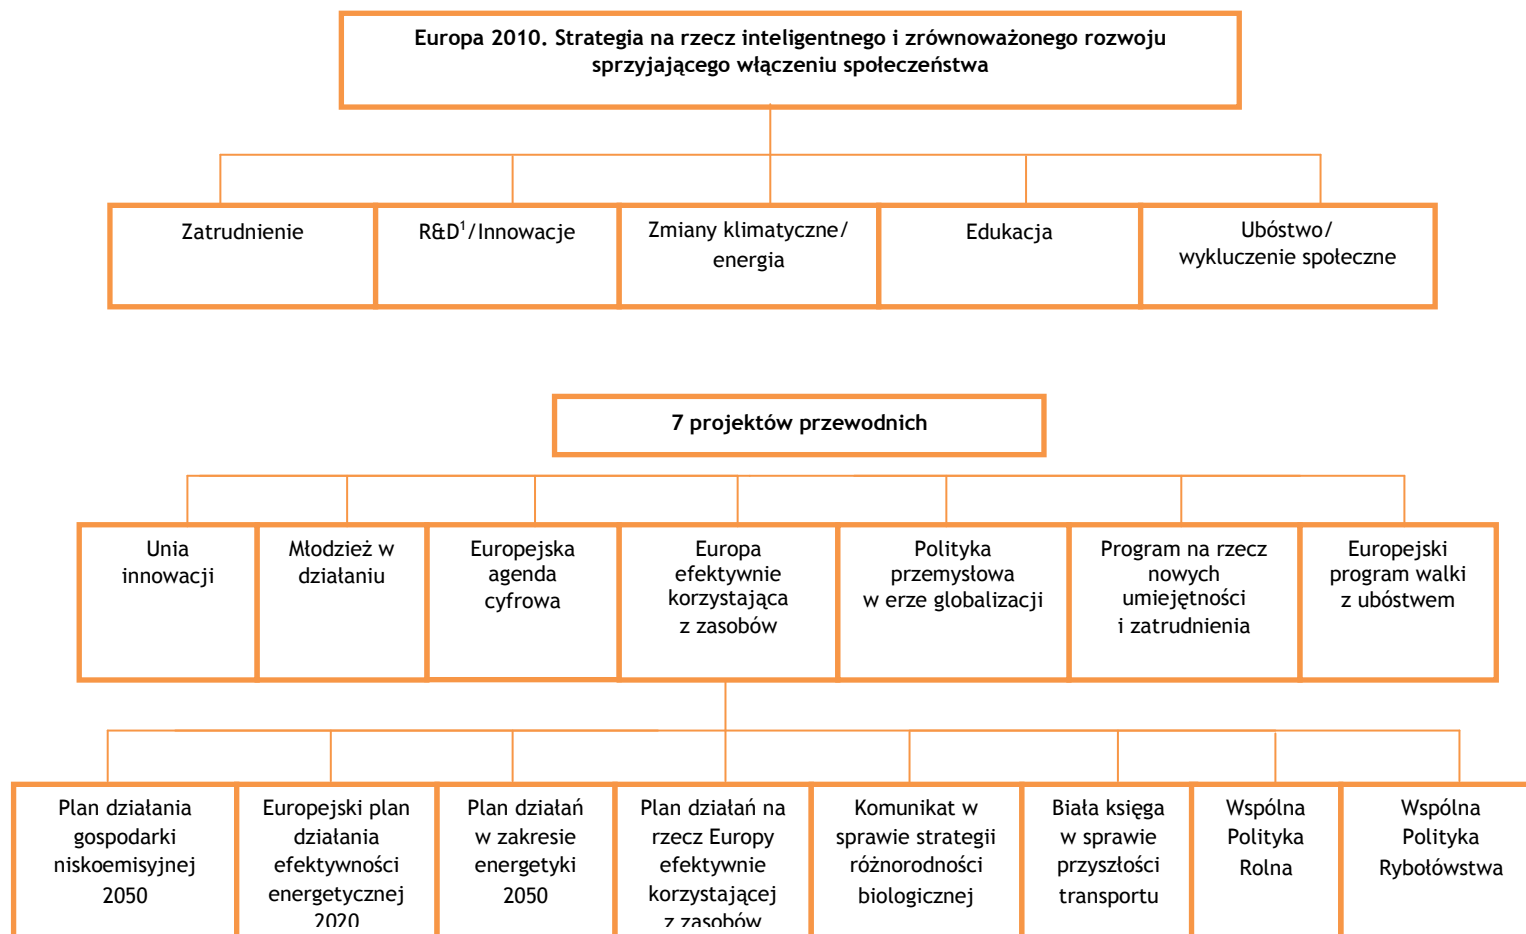 Europa 2010. Strategia na rzecz inteligentnego i zrównoważonego rozwoju
sprzyjającego włączeniu społeczeństwa
Zatrudnienie
R&D¹/Innowacje
Zmiany klimatyczne/
energia
Edukacja
Ubóstwo/
wykluczenie społeczne
7 projektów przewodnich
Unia
innowacji
Młodzież w
działaniu
Europejska
agenda
cyfrowa
Europa
efektywnie
korzystająca
z zasobów
Polityka
przemysłowa
w erze globalizacji
Program na rzecz
nowych
umiejętności
i zatrudnienia
Europejski
program walki
z ubóstwem
Plan działania
gospodarki
niskoemisyjnej
2050
Europejski plan
działania
efektywności
energetycznej
2020
Plan działań
w zakresie
energetyki
2050
Plan działań na
rzecz Europy
efektywnie
korzystającej
z zasobów
Komunikat w
sprawie strategii
różnorodności
biologicznej
Biała księga
w sprawie
przyszłości
transportu
Wspólna
Polityka
Rolna
Wspólna
Polityka
Rybołówstwa